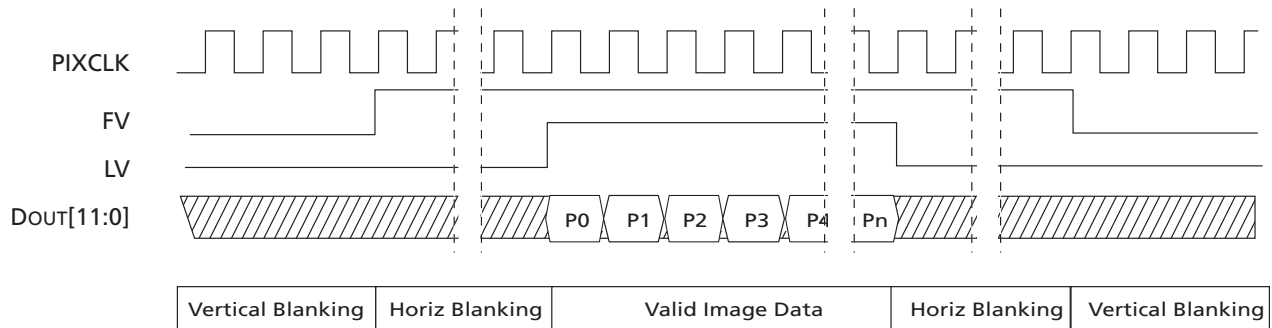 PIXCLK
FV
LV
DOUT[11:0]
P0 P1 P2 P3 P4 Pn
Vertical Blanking Horiz Blanking Valid Image Data Horiz Blanking Vertical Blanking